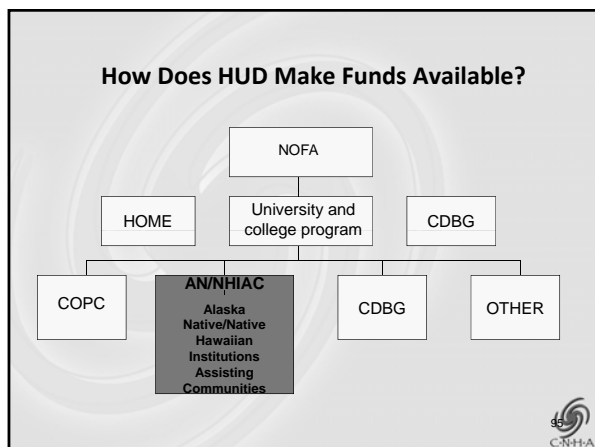 How Does HUD Make Funds Available?
NOFA
HOME
University and
college program
CDBG
COPC
AN/NHIAC
Alaska
Native/Native
Hawaiian
Institutions
Assisting
Communities
CDBG
OTHER
95
C·N·H·A